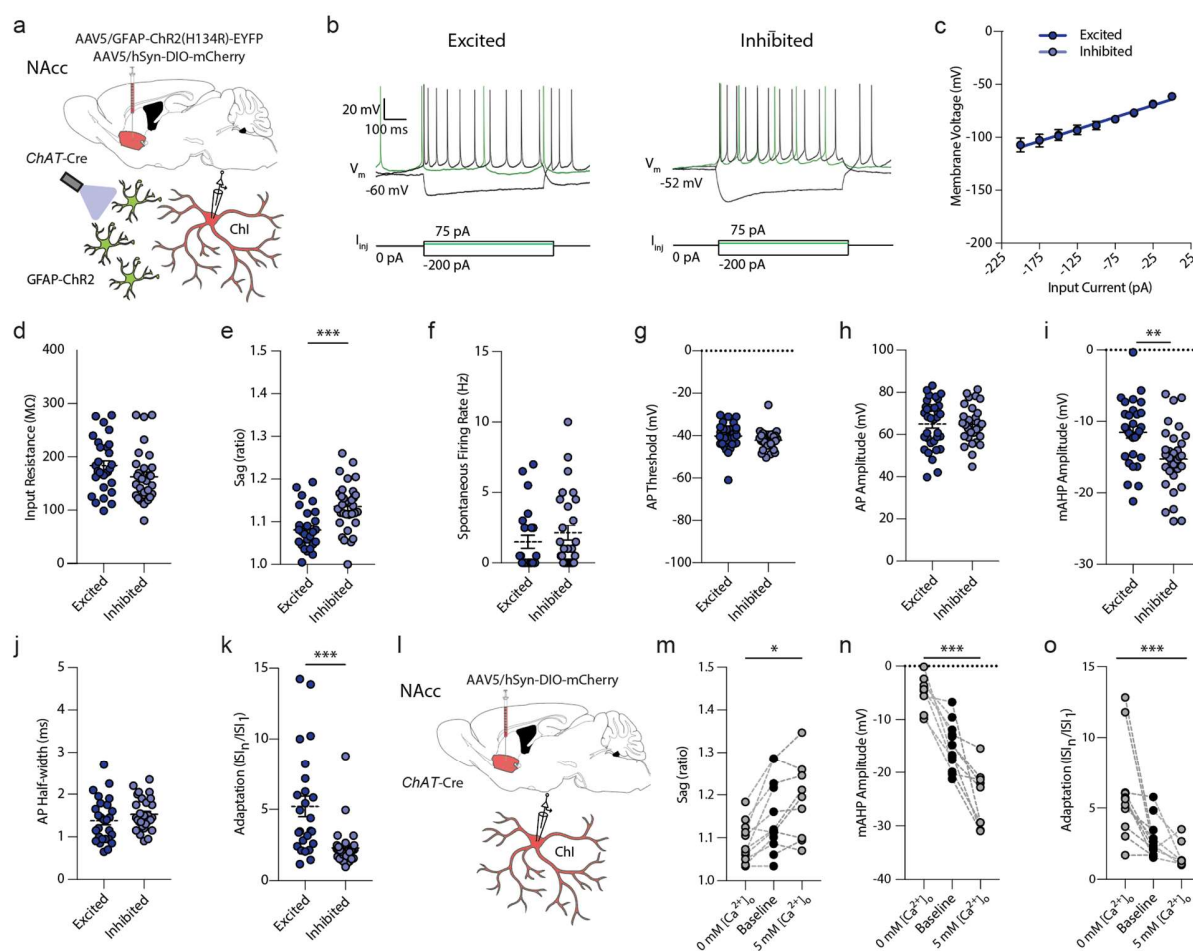 a
AAV5/GFAP-ChR2(H134R)-EYFP
AAV5/hSyn-DIO-mCherry
NAcc
ChAT-Cre
ChI
GFAP-ChR2
b
Excited
Inhibited
20 mV
100 ms
Vm
-60 mV
Vm
-52 mV
75 pA
Iinj
0 pA
-200 pA
75 pA
Iinj
0 pA
-200 pA
c
Excited
Inhibited
Membrane Voltage (mV)
0
-50
-100
-150
-200
-225
-175
-125
-75
-25
25
Input Current (pA)
d
Input Resistance (MΩ)
400
300
200
100
0
Excited
Inhibited
e
***
Sag (ratio)
1.5
1.4
1.3
1.2
1.1
1.0
Excited
Inhibited
f
Spontaneous Firing Rate (Hz)
15
10
5
0
Excited
Inhibited
g
AP Threshold (mV)
0
-20
-40
-60
-80
-100
Excited
Inhibited
h
AP Amplitude (mV)
100
80
60
40
20
0
Excited
Inhibited
i
**
mAHP Amplitude (mV)
0
-10
-20
-30
Excited
Inhibited
j
AP Half-width (ms)
5
4
3
2
1
0
Excited
Inhibited
k
***
Adaptation (ISIn/ISI1)
15
10
5
0
Excited
Inhibited
l
NAcc
AAV5/hSyn-DIO-mCherry
ChAT-Cre
ChI
m
*
Sag (ratio)
1.5
1.4
1.3
1.2
1.1
1.0
0 mM [Ca2+]o
Baseline
5 mM [Ca2+]o
n
***
mAHP Amplitude (mV)
0
-10
-20
-30
-40
0 mM [Ca2+]o
Baseline
5 mM [Ca2+]o
o
***
Adaptation (ISIn/ISI1)
15
10
5
0
0 mM [Ca2+]o
Baseline
5 mM [Ca2+]o